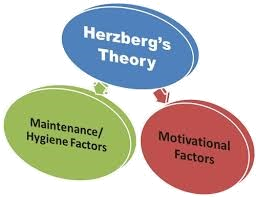 Herzberg's
Theory
Maintenance/
Hygiene Factors
Motivational
Factors